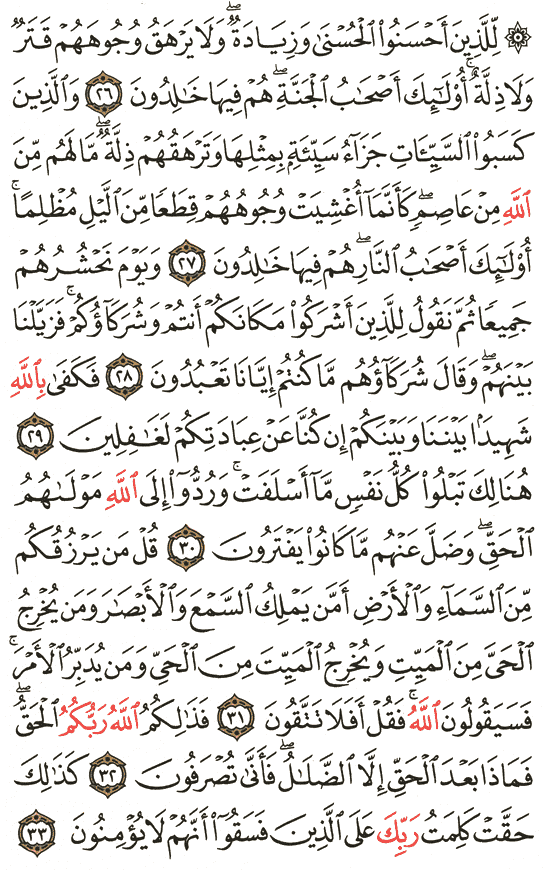 ۞ لِّلَّذِينَ أَحْسَنُوا۟ ٱلْحُسْنَىٰ وَزِيَادَةٌ ۖ وَلَا يَرْهَقُ وُجُوهَهُمْ قَتَرٌ
وَلَا ذِلَّةٌ ۚ أُو۟لَـٰٓئِكَ أَصْحَـٰبُ ٱلْجَنَّةِ ۖ هُمْ فِيهَا خَـٰلِدُونَ ٢٦ وَٱلَّذِينَ
كَسَبُوا۟ ٱلسَّيِّـَٔاتِ جَزَآءُ سَيِّئَةٍۭ بِمِثْلِهَا وَتَرْهَقُهُمْ ذِلَّةٌ ۖ مَّا لَهُم مِّنَ
ٱللَّهِ مِنْ عَاصِمٍ ۖ كَأَنَّمَآ أُغْشِيَتْ وُجُوهُهُمْ قِطَعًا مِّنَ ٱلَّيْلِ مُظْلِمًا ۚ
أُو۟لَـٰٓئِكَ أَصْحَـٰبُ ٱلنَّارِ ۖ هُمْ فِيهَا خَـٰلِدُونَ ٢٧ وَيَوْمَ نَحْشُرُهُمْ
جَمِيعًا ثُمَّ نَقُولُ لِلَّذِينَ أَشْرَكُوا۟ مَكَانَكُمْ أَنتُمْ وَشُرَكَآؤُكُمْ ۚ فَزَيَّلْنَا
بَيْنَهُمْ ۖ وَقَالَ شُرَكَآؤُهُم مَّا كُنتُمْ إِيَّانَا تَعْبُدُونَ ٢٨ فَكَفَىٰ بِٱللَّهِ
شَهِيدًۢا بَيْنَنَا وَبَيْنَكُمْ إِن كُنَّا عَنْ عِبَادَتِكُمْ لَغَـٰفِلِينَ ٢٩
هُنَالِكَ تَبْلُوا۟ كُلُّ نَفْسٍ مَّآ أَسْلَفَتْ ۚ وَرُدُّوٓا۟ إِلَى ٱللَّهِ مَوْلَىٰهُمُ
ٱلْحَقِّ ۖ وَضَلَّ عَنْهُم مَّا كَانُوا۟ يَفْتَرُونَ ٣٠ قُلْ مَن يَرْزُقُكُم
مِّنَ ٱلسَّمَآءِ وَٱلْأَرْضِ أَمَّن يَمْلِكُ ٱلسَّمْعَ وَٱلْأَبْصَـٰرَ وَمَن يُخْرِجُ
ٱلْحَىَّ مِنَ ٱلْمَيِّتِ وَيُخْرِجُ ٱلْمَيِّتَ مِنَ ٱلْحَىِّ وَمَن يُدَبِّرُ ٱلْأَمْرَ ۚ
فَسَيَقُولُونَ ٱللَّهُ ۚ فَقُلْ أَفَلَا تَتَّقُونَ ٣١ فَذَٰلِكُمُ ٱللَّهُ رَبُّكُمُ ٱلْحَقُّ ۖ
فَمَاذَا بَعْدَ ٱلْحَقِّ إِلَّا ٱلضَّلَـٰلُ ۖ فَأَنَّىٰ تُصْرَفُونَ ٣٢ كَذَٰلِكَ
حَقَّتْ كَلِمَتُ رَبِّكَ عَلَى ٱلَّذِينَ فَسَقُوٓا۟ أَنَّهُمْ لَا يُؤْمِنُونَ ٣٣